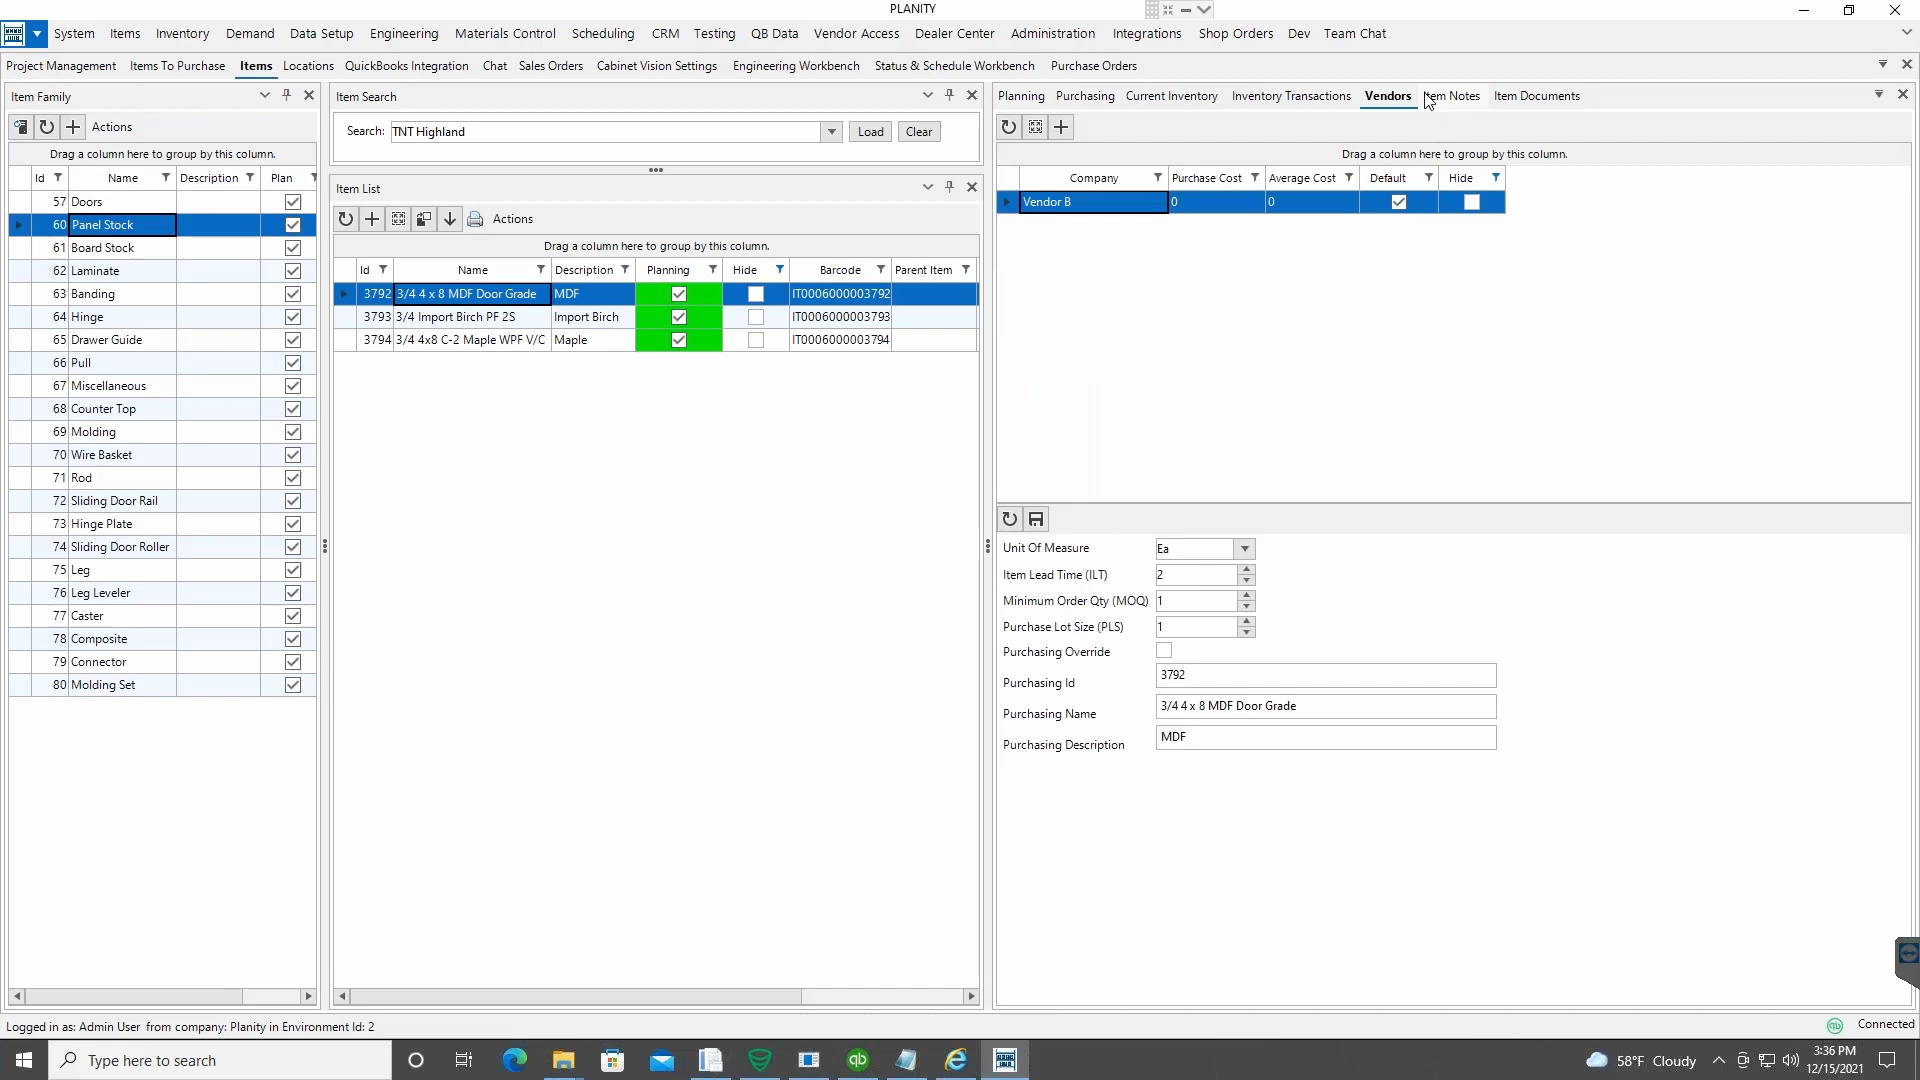 PLANITY
System Items Inventory Demand Data Setup Engineering Materials Control Scheduling CRM Testing QB Data Vendor Access Dealer Center Administration Integrations Shop Orders Dev Team Chat
Project Management Items To Purchase Items Locations QuickBooks Integration Chat Sales Orders Cabinet Vision Settings Engineering Workbench Status & Schedule Workbench Purchase Orders
Item Family
Actions
Drag a column here to group by this column.
Id Name Description Plan
57 Doors
60 Panel Stock
61 Board Stock
62 Laminate
63 Banding
64 Hinge
65 Drawer Guide
66 Pull
67 Miscellaneous
68 Counter Top
69 Molding
70 Wire Basket
71 Rod
72 Sliding Door Rail
73 Hinge Plate
74 Sliding Door Roller
75 Leg
76 Leg Leveler
77 Caster
78 Composite
79 Connector
80 Molding Set
Item Search
Search: TNT Highland Load Clear
Item List
Actions
Drag a column here to group by this column.
Id Name Description Planning Hide Barcode Parent Item
3792 3/4 4 x 8 MDF Door Grade MDF IT0006000003792
3793 3/4 Import Birch PF 2S Import Birch IT0006000003793
3794 3/4 4x8 C-2 Maple WPF V/C Maple IT0006000003794
Planning Purchasing Current Inventory Inventory Transactions Vendors Item Notes Item Documents
Drag a column here to group by this column.
Company Purchase Cost Average Cost Default Hide
Vendor B 0 0
Unit Of Measure Ea
Item Lead Time (ILT) 2
Minimum Order Qty (MOQ) 1
Purchase Lot Size (PLS) 1
Purchasing Override
Purchasing Id 3792
Purchasing Name 3/4 4 x 8 MDF Door Grade
Purchasing Description MDF
Logged in as: Admin User from company: Planity in Environment Id: 2
Connected
Type here to search
58°F Cloudy
3:36 PM
12/15/2021